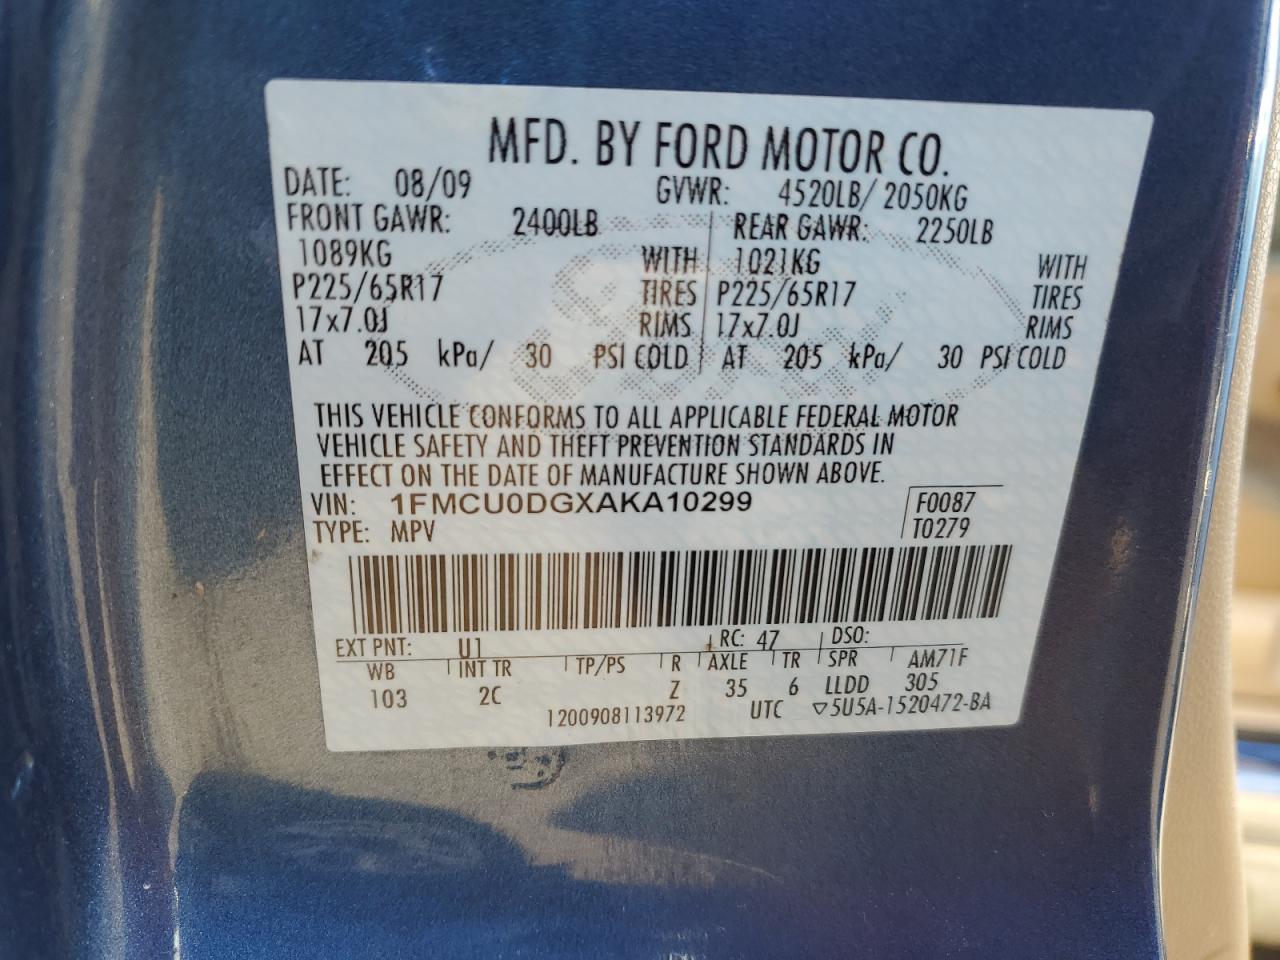 MFD. BY FORD MOTOR CO.
DATE: 08/09 GVWR: 4520LB/ 2050KG
FRONT GAWR: 2400LB REAR GAWR: 2250LB
1089KG WITH 1021KG WITH
P225/65R17 TIRES P225/65R17 TIRES
17x7.0J RIMS 17x7.0J RIMS
AT 205 kPa/ 30 PSI COLD AT 205 kPa/ 30 PSI COLD
THIS VEHICLE CONFORMS TO ALL APPLICABLE FEDERAL MOTOR
VEHICLE SAFETY AND THEFT PREVENTION STANDARDS IN
EFFECT ON THE DATE OF MANUFACTURE SHOWN ABOVE.
VIN: 1FMCU0DGXAKA10299 F0087
TYPE: MPV T0279
EXT PNT: U1 RC: 47 DSO:
WB INT TR TP/PS R AXLE TR SPR AM71F
103 2C Z 35 6 LLDD 305
1200908113972 UTC ▽5U5A-1520472-BA
Ford